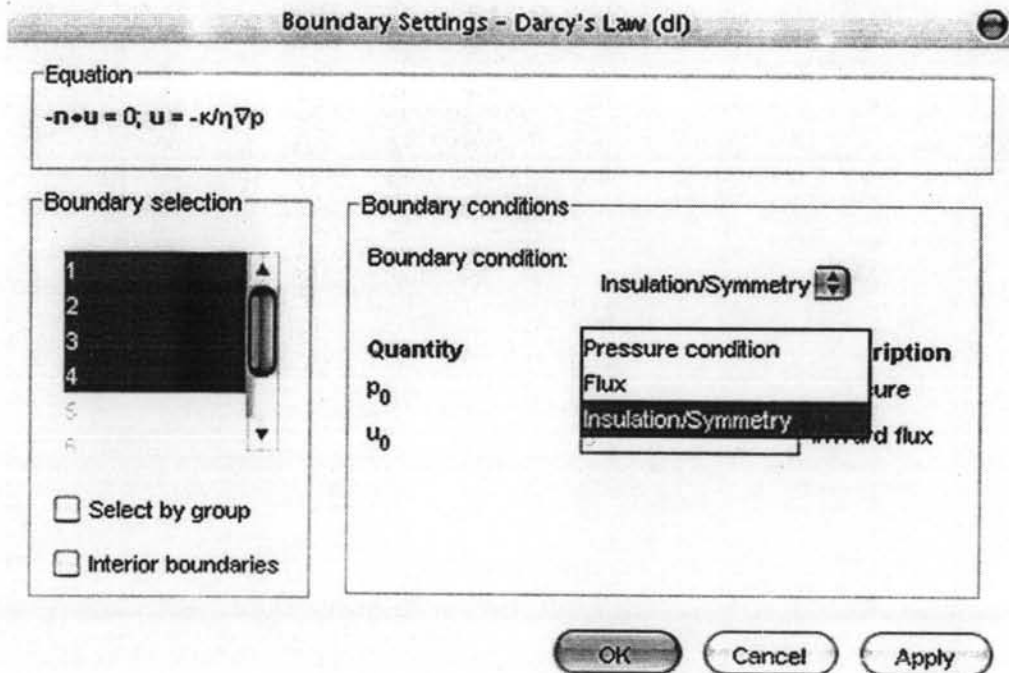 Boundary Settings - Darcy's Law (dl)
Equation
-n•u = 0; u = -κ/η∇p
Boundary selection
1
2
3
4
5
6
Select by group
Interior boundaries
Boundary conditions
Boundary condition:
Insulation/Symmetry
Quantity
ription
Pressure condition
p₀
Flux
ure
Insulation/Symmetry
u₀
flux
OK
Cancel
Apply